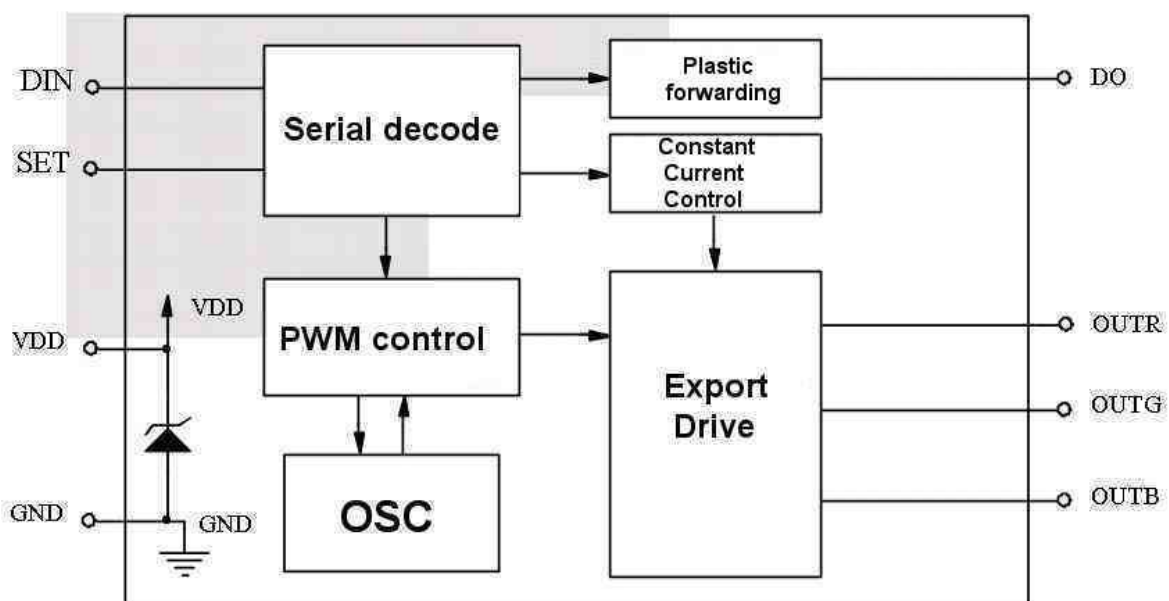 DIN
SET
Serial decode
Plastic
forwarding
DO
Constant
Current
Control
VDD
VDD
PWM control
Export
Drive
OUTR
OUTG
OUTB
OSC
GND
GND